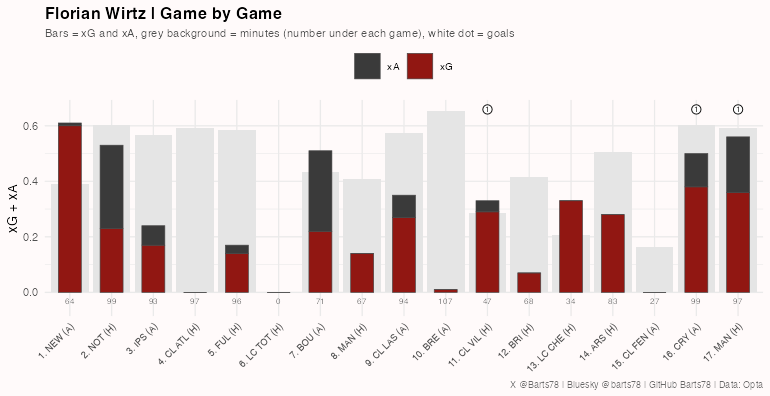 Florian Wirtz | Game by Game
Bars = xG and xA, grey background = minutes (number under each game), white dot = goals
xA xG
1 1 1
xG + xA
0.6
0.4
0.2
0.0
64 99 93 97 96 0 71 67 94 107 47 68 34 83 27 99 97
1. NEW (A)
2. NOT (H)
3. IPS (A)
4. CL ATL (H)
5. FUL (H)
6. LC TOT (H)
7. BOU (A)
8. MAN (H)
9. CL LAS (A)
10. BRE (A)
11. CL VIL (H)
12. BRI (H)
13. LC CHE (H)
14. ARS (H)
15. CL FEN (A)
16. CRY (A)
17. MAN (H)
X @Barts78 | Bluesky @barts78 | GitHub Barts78 | Data: Opta